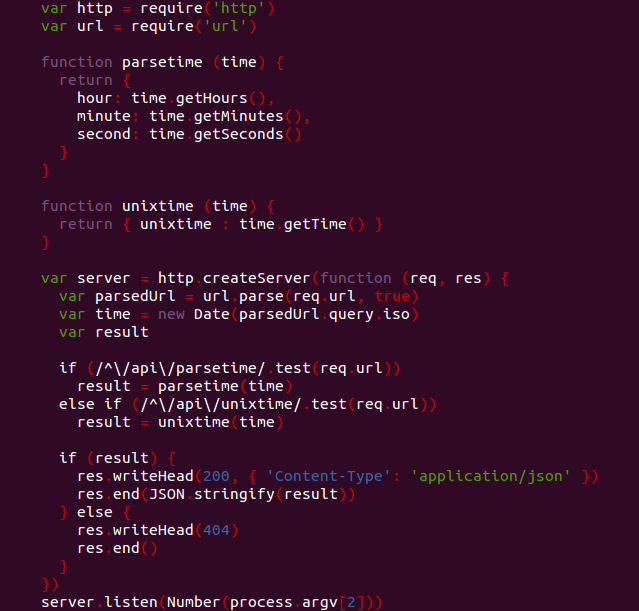 var http = require('http')
var url = require('url')

function parsetime (time) {
  return {
    hour: time.getHours(),
    minute: time.getMinutes(),
    second: time.getSeconds()
  }
}

function unixtime (time) {
  return { unixtime : time.getTime() }
}

var server = http.createServer(function (req, res) {
  var parsedUrl = url.parse(req.url, true)
  var time = new Date(parsedUrl.query.iso)
  var result

  if (/^\/api\/parsetime/.test(req.url))
    result = parsetime(time)
  else if (/^\/api\/unixtime/.test(req.url))
    result = unixtime(time)

  if (result) {
    res.writeHead(200, { 'Content-Type': 'application/json' })
    res.end(JSON.stringify(result))
  } else {
    res.writeHead(404)
    res.end()
  }
})
server.listen(Number(process.argv[2]))